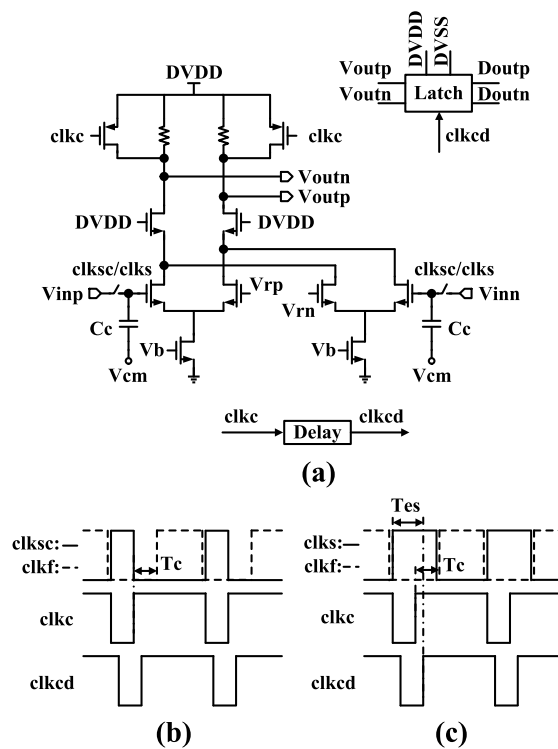 DVDD
clkc
clkc
Voutn
Voutp
DVDD
DVDD
DVDD
DVSS
Voutp
Voutn
Latch
Doutp
Doutn
clkcd
clksc/clks
Vinp
Cc
Vcm
Vrp
Vb
clksc/clks
Vrn
Vinn
Cc
Vcm
Vb
clkc
Delay
clkcd
(a)
clksc:
clkf:
Tc
clkc
clkcd
(b)
Tes
clks:
clkf:
Tc
clkc
clkcd
(c)